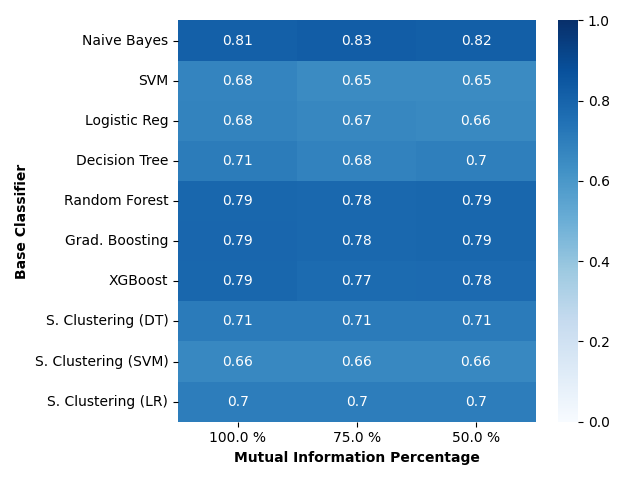 Naive Bayes 0.81 0.83 0.82 1.0
SVM 0.68 0.65 0.65 0.8
Logistic Reg 0.68 0.67 0.66
Decision Tree 0.71 0.68 0.7 0.6
Random Forest 0.79 0.78 0.79
Grad. Boosting 0.79 0.78 0.79
XGBoost 0.79 0.77 0.78 0.4
S. Clustering (DT) 0.71 0.71 0.71
S. Clustering (SVM) 0.66 0.66 0.66 0.2
S. Clustering (LR) 0.7 0.7 0.7 0.0
100.0 % 75.0 % 50.0 %
Mutual Information Percentage
Base Classifier